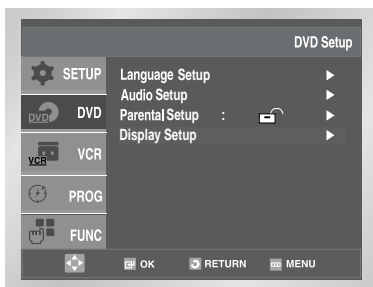 DVD Setup
SETUP
DVD DVD
VCR VCR
PROG
FUNC
Language Setup
Audio Setup
Parental Setup :
Display Setup
OK RETURN MENU